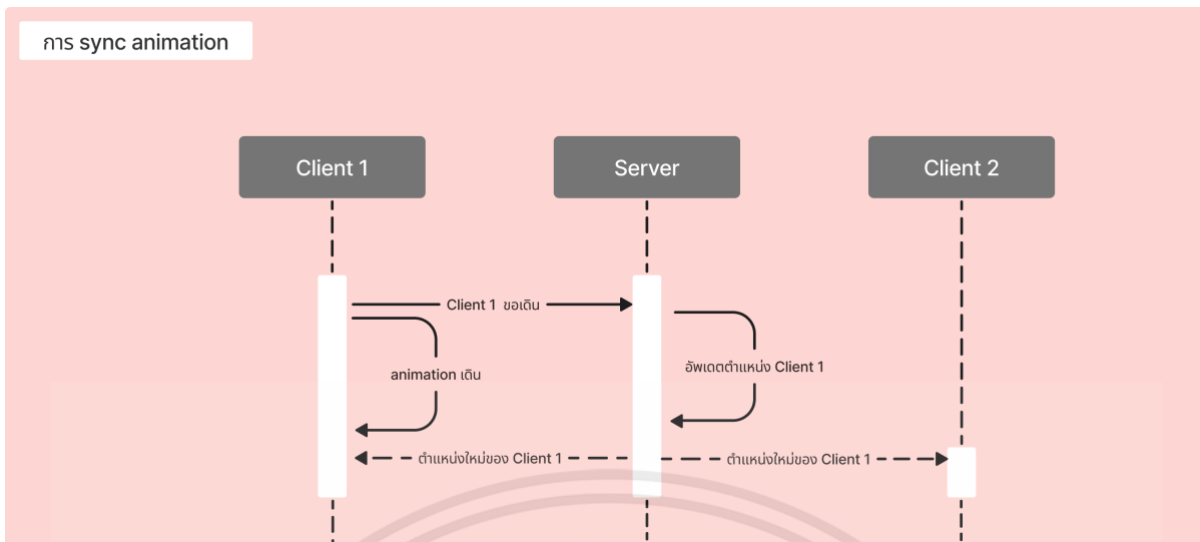 การ sync animation
Client 1
Server
Client 2
Client 1 ขอเดิน
อัพเดตตำแหน่ง Client 1
animation เดิน
ตำแหน่งใหม่ของ Client 1
ตำแหน่งใหม่ของ Client 1